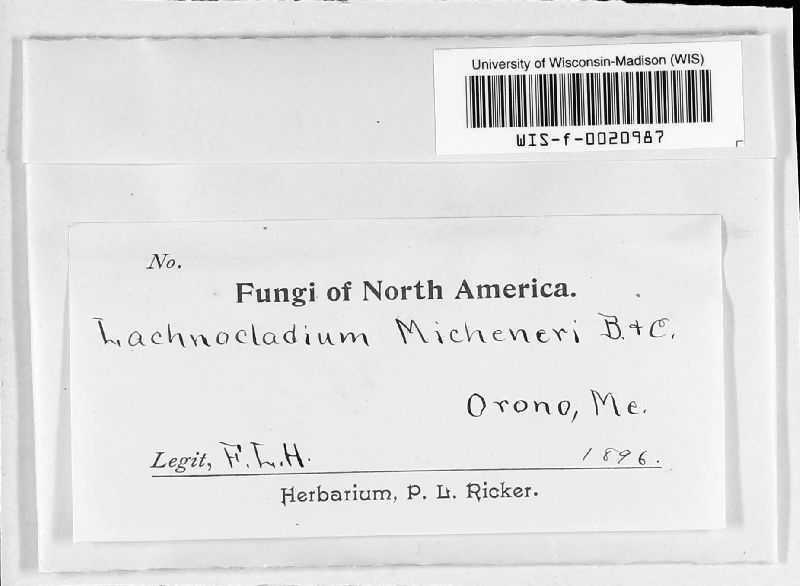 University of Wisconsin-Madison (WIS)
WIS-f-0020987
No.
Fungi of North America.
Lachnocladium Micheneri B. & C.
Orono, Me.
Legit, F. L. H. 1896.
Herbarium, P. L. Ricker.